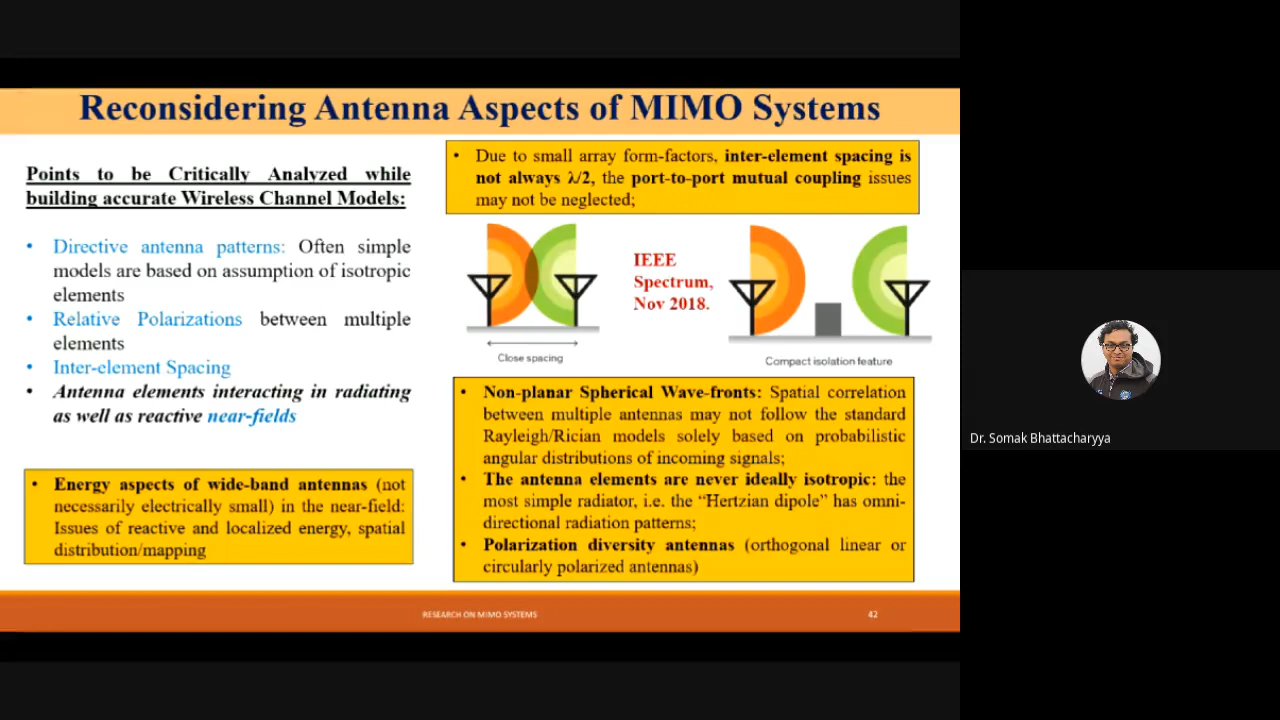 Reconsidering Antenna Aspects of MIMO Systems
Points to be Critically Analyzed while
building accurate Wireless Channel Models:
• Directive antenna patterns: Often simple
models are based on assumption of isotropic
elements
• Relative Polarizations between multiple
elements
• Inter-element Spacing
• Antenna elements interacting in radiating
as well as reactive near-fields
• Energy aspects of wide-band antennas (not
necessarily electrically small) in the near-field:
Issues of reactive and localized energy, spatial
distribution/mapping
• Due to small array form-factors, inter-element spacing is
not always λ/2, the port-to-port mutual coupling issues
may not be neglected;
IEEE
Spectrum,
Nov 2018.
Close spacing
Compact isolation feature
• Non-planar Spherical Wave-fronts: Spatial correlation
between multiple antennas may not follow the standard
Rayleigh/Rician models solely based on probabilistic
angular distributions of incoming signals;
• The antenna elements are never ideally isotropic: the
most simple radiator, i.e. the “Hertzian dipole” has omni-
directional radiation patterns;
• Polarization diversity antennas (orthogonal linear or
circularly polarized antennas)
RESEARCH ON MIMO SYSTEMS
42
Dr. Somak Bhattacharyya